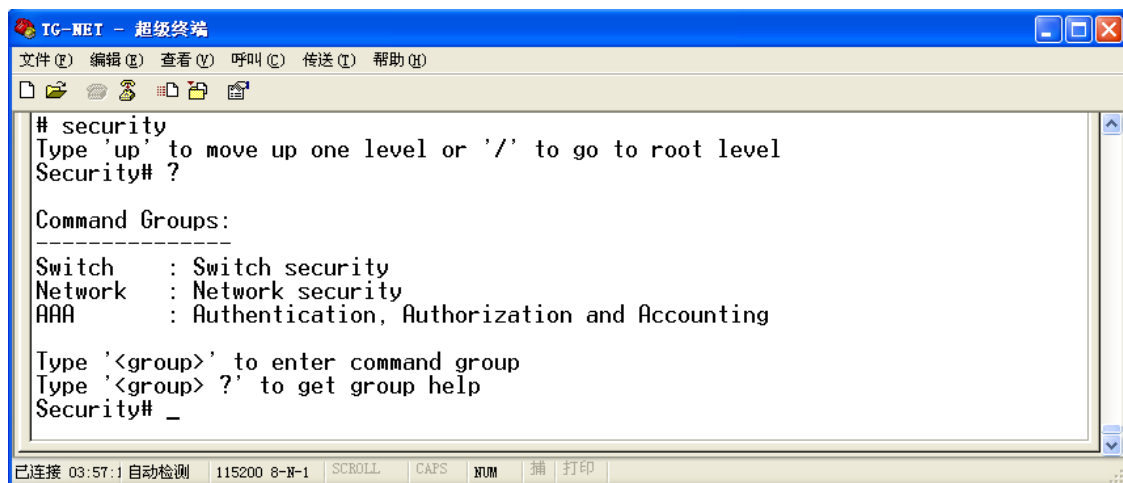 TG-NET - 超级终端
文件(F) 编辑(E) 查看(V) 呼叫(C) 传送(T) 帮助(H)
# security
Type 'up' to move up one level or '/' to go to root level
Security# ?
Command Groups:
---------------
Switch : Switch security
Network : Network security
AAA : Authentication, Authorization and Accounting
Type '<group>' to enter command group
Type '<group> ?' to get group help
Security# _
已连接 03:57:1 自动检测 115200 8-N-1 SCROLL CAPS NUM 捕 打印